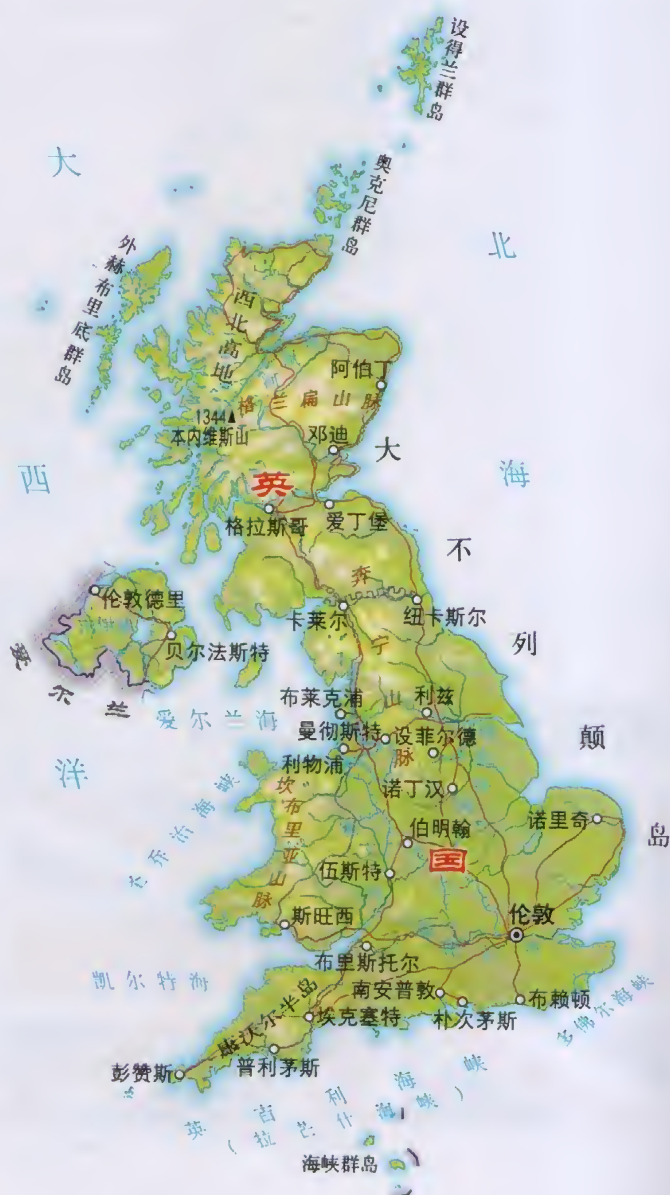 设得兰群岛
奥克尼群岛
大西洋
北海
外赫布里底群岛
西北高地
阿伯丁
格兰扁山脉
1344▲
本内维斯山
邓迪
大不列颠岛
英国
格拉斯哥
爱丁堡
奔宁山脉
伦敦德里
卡莱尔
纽卡斯尔
贝尔法斯特
爱尔兰
布莱克浦
利兹
爱尔兰海
曼彻斯特
设菲尔德
利物浦
坎布里亚山脉
诺丁汉
诺里奇
伯明翰
圣乔治海峡
伍斯特
斯旺西
伦敦
布里斯托尔
凯尔特海
南安普敦
布赖顿
朴次茅斯
康沃尔半岛
埃克塞特
多佛尔海峡
普利茅斯
彭赞斯
英吉利海峡
(拉芒什海峡)
海峡群岛